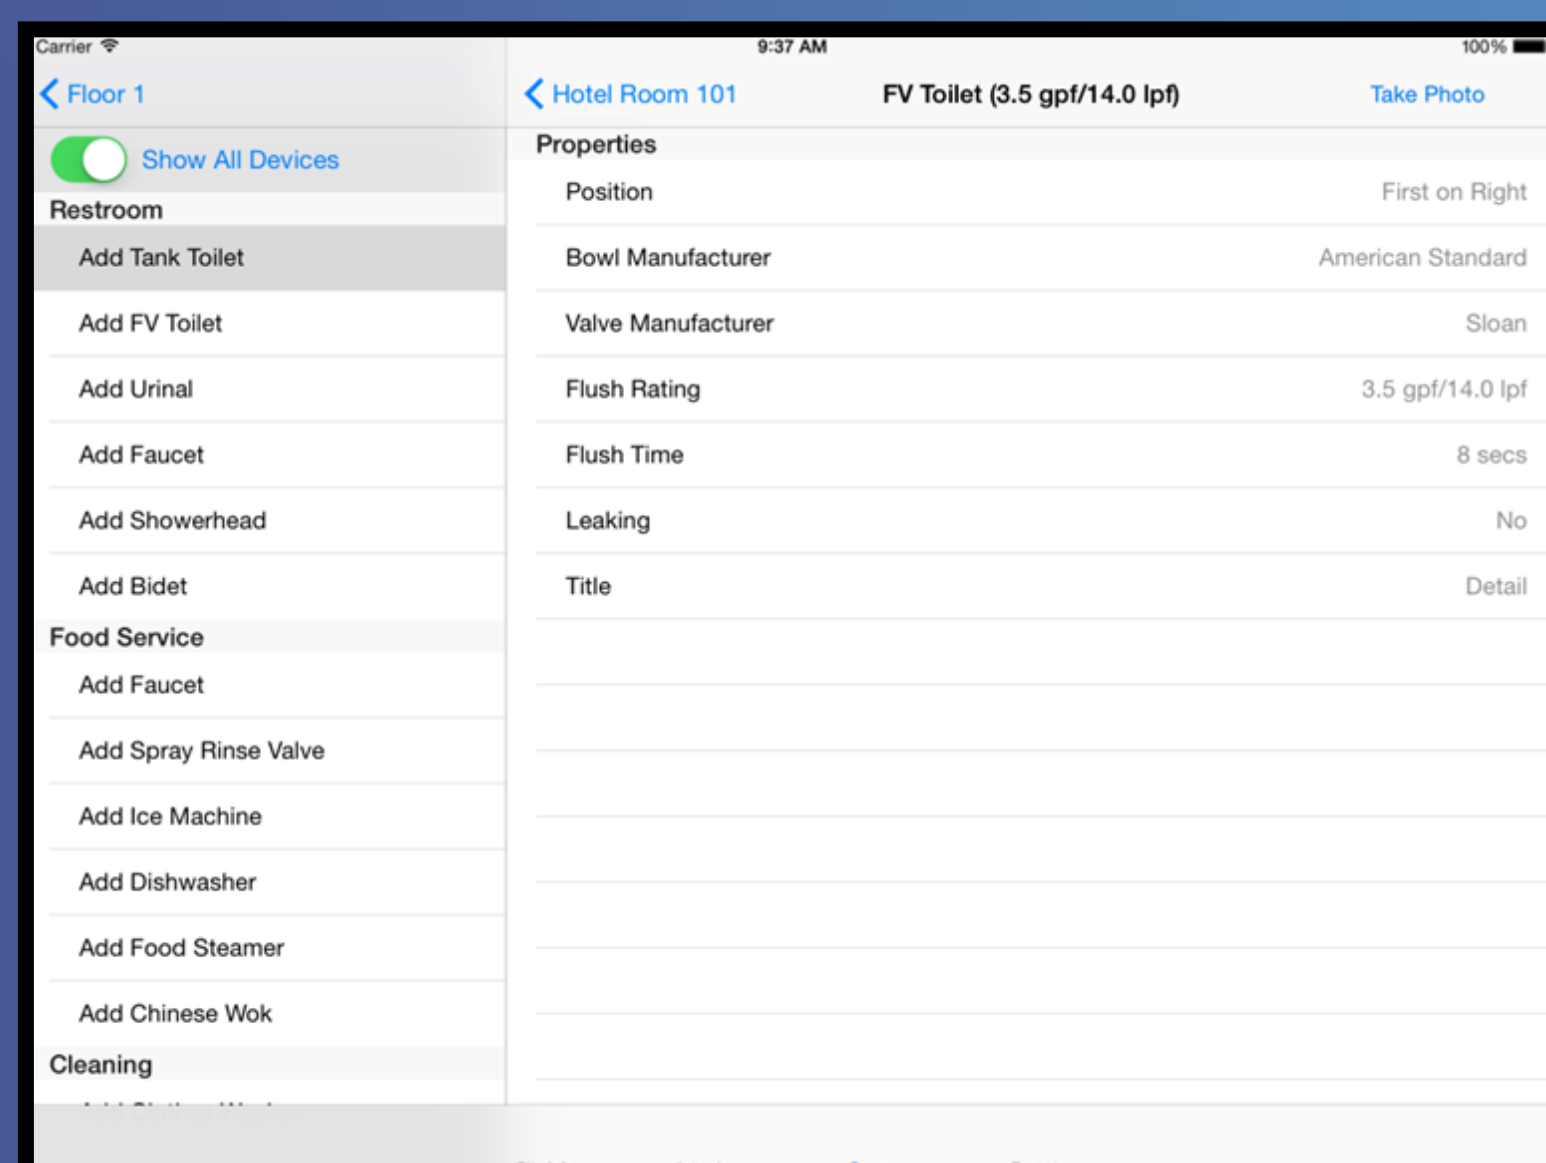 Carrier 9:37 AM 100%
Floor 1
Hotel Room 101 FV Toilet (3.5 gpf/14.0 lpf) Take Photo
Show All Devices
Restroom
Add Tank Toilet
Add FV Toilet
Add Urinal
Add Faucet
Add Showerhead
Add Bidet
Food Service
Add Faucet
Add Spray Rinse Valve
Add Ice Machine
Add Dishwasher
Add Food Steamer
Add Chinese Wok
Cleaning
Properties
Position First on Right
Bowl Manufacturer American Standard
Valve Manufacturer Sloan
Flush Rating 3.5 gpf/14.0 lpf
Flush Time 8 secs
Leaking No
Title Detail